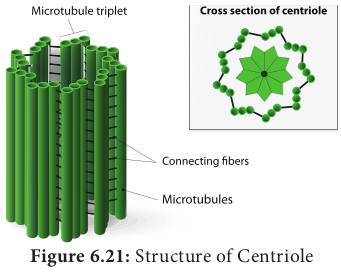 Microtubule triplet
Cross section of centriole
Connecting fibers
Microtubules
Figure 6.21: Structure of Centriole